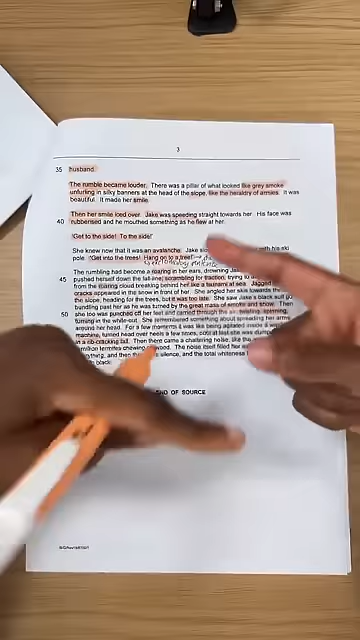 3
35 husband.
The rumble became louder. There was a pillar of what looked like grey smoke
unfurling in silky banners at the head of the slope, like the heraldry of armies. It was
beautiful. It made her smile.
Then her smile iced over. Jake was speeding straight towards her. His face was
40 rubberised and he mouthed something as he flew at her.
'Get to the side! To the side!'
She knew now that it was an avalanche. Jake with his ski
pole. 'Get into the trees! Hang on to a tree!'
The rumbling had become a roaring in her ears, drowning Jake
45 pushed herself down the fall-line, scrambling for traction, trying to
from the roaring cloud breaking behind her like a tsunami at sea. Jagged
cracks appeared in the snow in front of her. She angled her skis towards the
the slope, heading for the trees, but it was too late. She saw Jake's black suit go
bundling past her as he was turned by the great mass of smoke and snow. Then
50 she too was punched off her feet and carried through the air, twisting, spinning,
turning in the white-out. She remembered something about spreading her arms
around her head. For a few moments it was like being agitated inside a
machine, turned head over heels a few times, until at last she was dumped
in a rib-cracking fall. Then there came a chattering noise, like the
million termites chewing wood. The noise itself filled her
and then silence, and the total whiteness
black.
END OF SOURCE